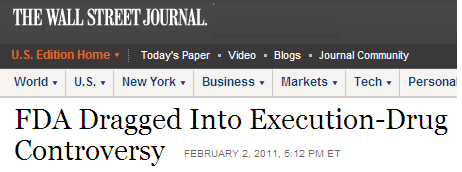 THE WALL STREET JOURNAL.
U.S. Edition Home Today's Paper • Video • Blogs • Journal Community
World U.S. New York Business Markets Tech Personal
FDA Dragged Into Execution-Drug
Controversy FEBRUARY 2, 2011, 5:12 PM ET